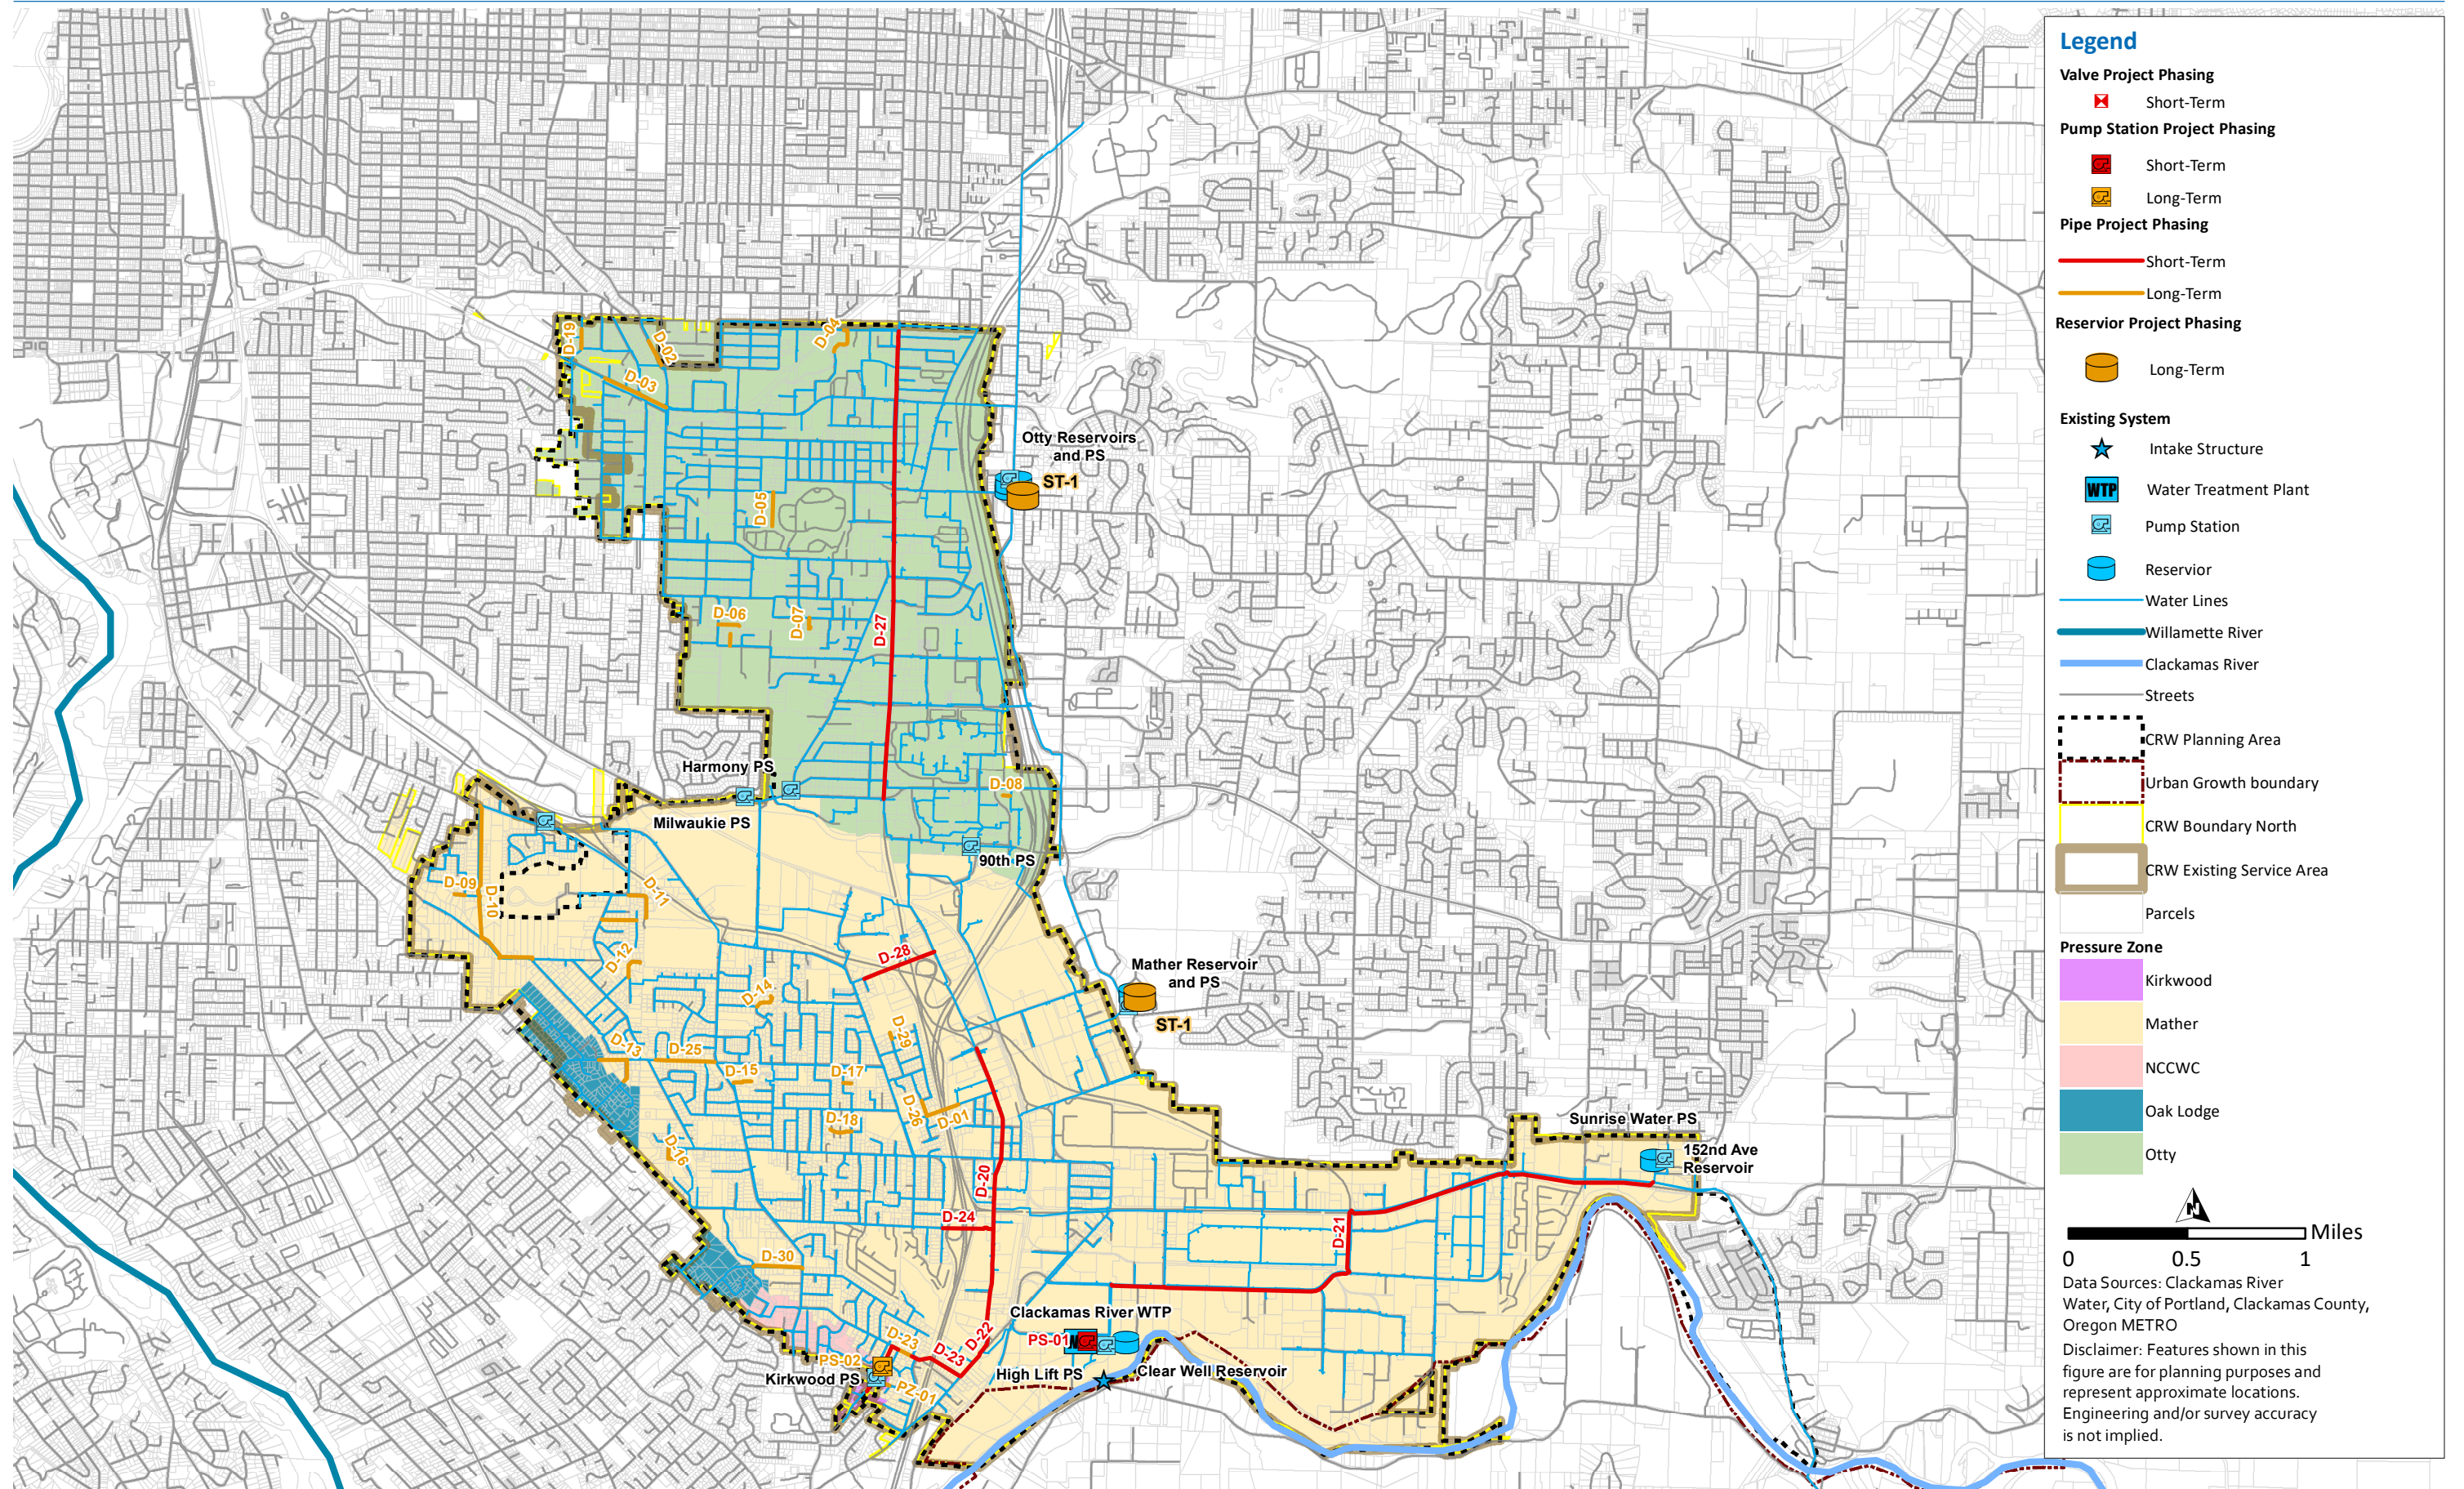 D-19
D-02
D-04
D-03
Otty Reservoirs
and PS
ST-1
D-05
D-06
D-07
D-27
Harmony PS
D-08
Milwaukie PS
90th PS
D-09
D-10
D-11
D-28
D-12
Mather Reservoir
and PS
D-14
ST-1
D-29
D-13
D-25
D-15
D-17
D-26
D-01
D-18
Sunrise Water PS
D-16
152nd Ave
Reservoir
D-20
D-24
D-21
D-30
Clackamas River WTP
D-22
D-23
D-23
PS-01
PS-02
Kirkwood PS
High Lift PS
Clear Well Reservoir
PZ-01
Legend
Valve Project Phasing
Short-Term
Pump Station Project Phasing
Short-Term
Long-Term
Pipe Project Phasing
Short-Term
Long-Term
Reservior Project Phasing
Long-Term
Existing System
Intake Structure
WTP Water Treatment Plant
Pump Station
Reservior
Water Lines
Willamette River
Clackamas River
Streets
CRW Planning Area
Urban Growth boundary
CRW Boundary North
CRW Existing Service Area
Parcels
Pressure Zone
Kirkwood
Mather
NCCWC
Oak Lodge
Otty
N
Miles
0 0.5 1
Data Sources: Clackamas River
Water, City of Portland, Clackamas County,
Oregon METRO
Disclaimer: Features shown in this
figure are for planning purposes and
represent approximate locations.
Engineering and/or survey accuracy
is not implied.